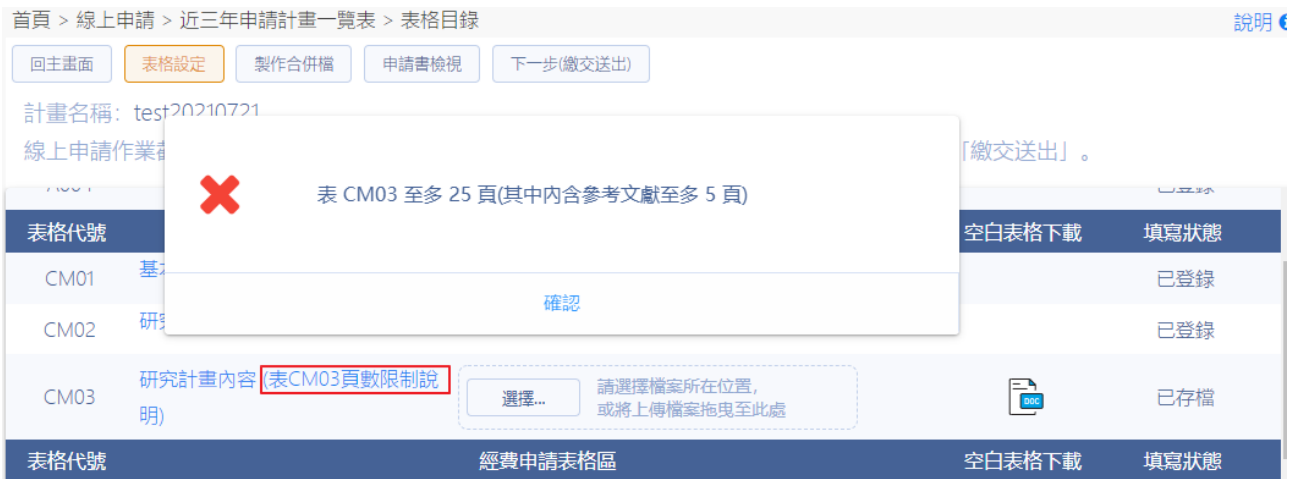 首頁 > 線上申請 > 近三年申請計畫一覽表 > 表格目錄
說明
回主畫面 表格設定 製作合併檔 申請書檢視 下一步(繳交送出)
計畫名稱: test20210721
線上申請作業 「繳交送出」。
表 CM03 至多 25 頁(其中內含參考文獻至多 5 頁)
確認
已登錄
表格代號 空白表格下載 填寫狀態
CM01 基 已登錄
CM02 研究 已登錄
CM03 研究計畫內容 (表CM03頁數限制說
明)
選擇... 請選擇檔案所在位置,
或將上傳檔案拖曳至此處
DOC 已存檔
表格代號 經費申請表格區 空白表格下載 填寫狀態